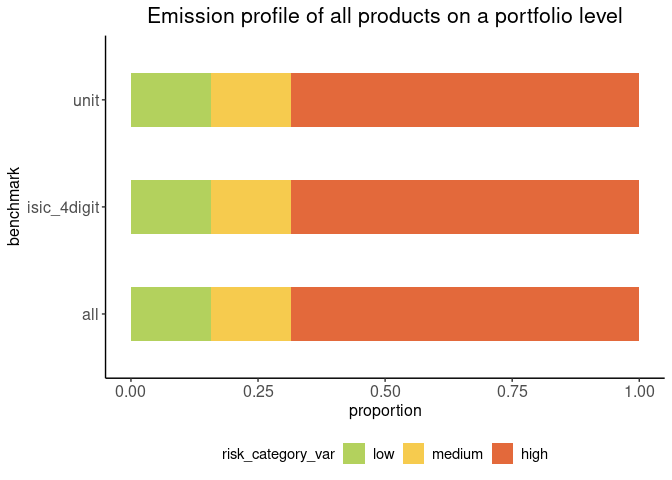 Emission profile of all products on a portfolio level
benchmark
unit
isic_4digit
all
0.00 0.25 0.50 0.75 1.00
proportion
risk_category_var low medium high